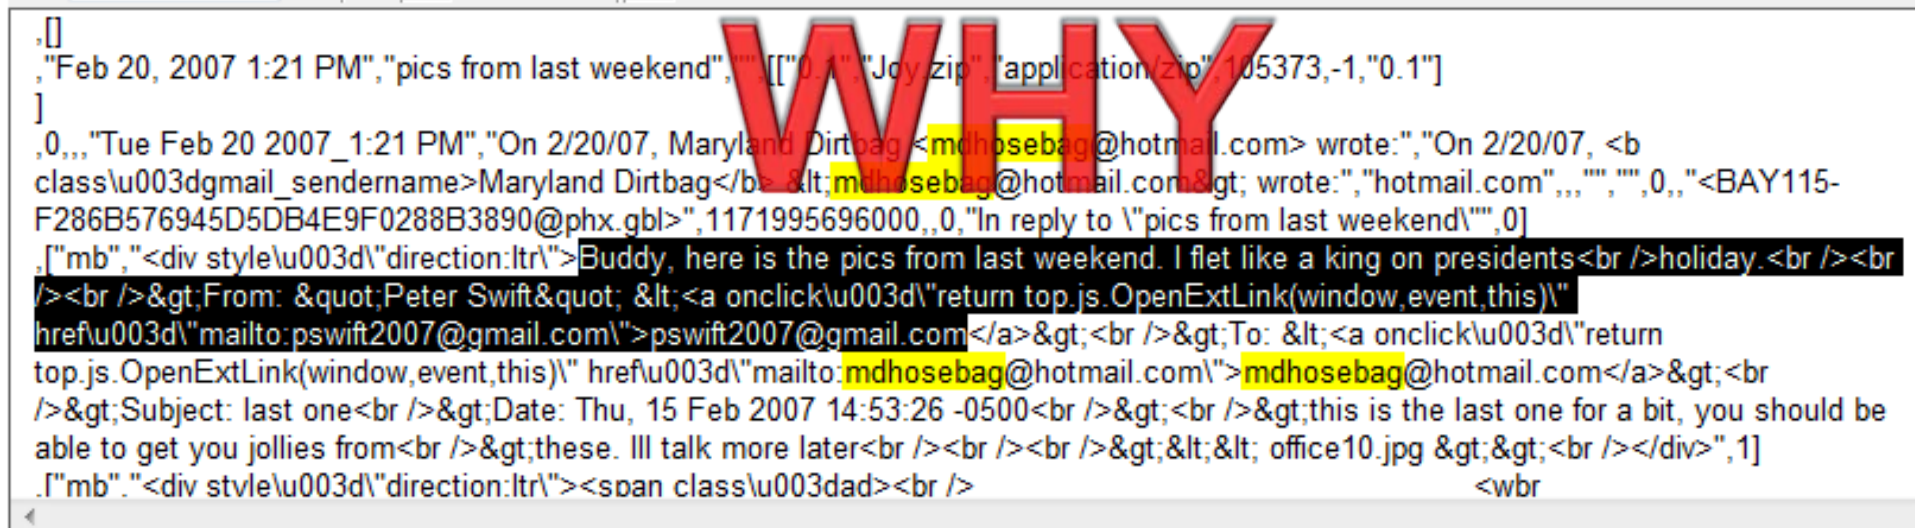 WHY
,[]
,"Feb 20, 2007 1:21 PM","pics from last weekend","",[["0.1","Joy.zip","application/zip",105373,-1,"0.1"]
]
,0,,,"Tue Feb 20 2007_1:21 PM","On 2/20/07, Maryland Dirtbag <mdhosebag@hotmail.com> wrote:","On 2/20/07, <b
class\u003dgmail_sendername>Maryland Dirtbag</b> &lt;mdhosebag@hotmail.com&gt; wrote:","hotmail.com",,,"","",0,,"<BAY115-
F286B576945D5DB4E9F0288B3890@phx.gbl>",1171995696000,,0,"In reply to \"pics from last weekend\"",0]
,["mb","<div style\u003d\"direction:ltr\">Buddy, here is the pics from last weekend. I flet like a king on presidents<br />holiday.<br /><br
/><br />&gt;From: &quot;Peter Swift&quot; &lt;<a onclick\u003d\"return top.js.OpenExtLink(window,event,this)\"
href\u003d\"mailto:pswift2007@gmail.com\">pswift2007@gmail.com</a>&gt;<br />&gt;To: &lt;<a onclick\u003d\"return
top.js.OpenExtLink(window,event,this)\" href\u003d\"mailto:mdhosebag@hotmail.com\">mdhosebag@hotmail.com</a>&gt;<br
/>&gt;Subject: last one<br />&gt;Date: Thu, 15 Feb 2007 14:53:26 -0500<br />&gt;<br />&gt;this is the last one for a bit, you should be
able to get you jollies from<br />&gt;these. Ill talk more later<br /><br /><br />&gt;&lt;&lt; office10.jpg &gt;&gt;<br /></div>",1]
,["mb","<div style\u003d\"direction:ltr\"><span class\u003dad><br /> <wbr